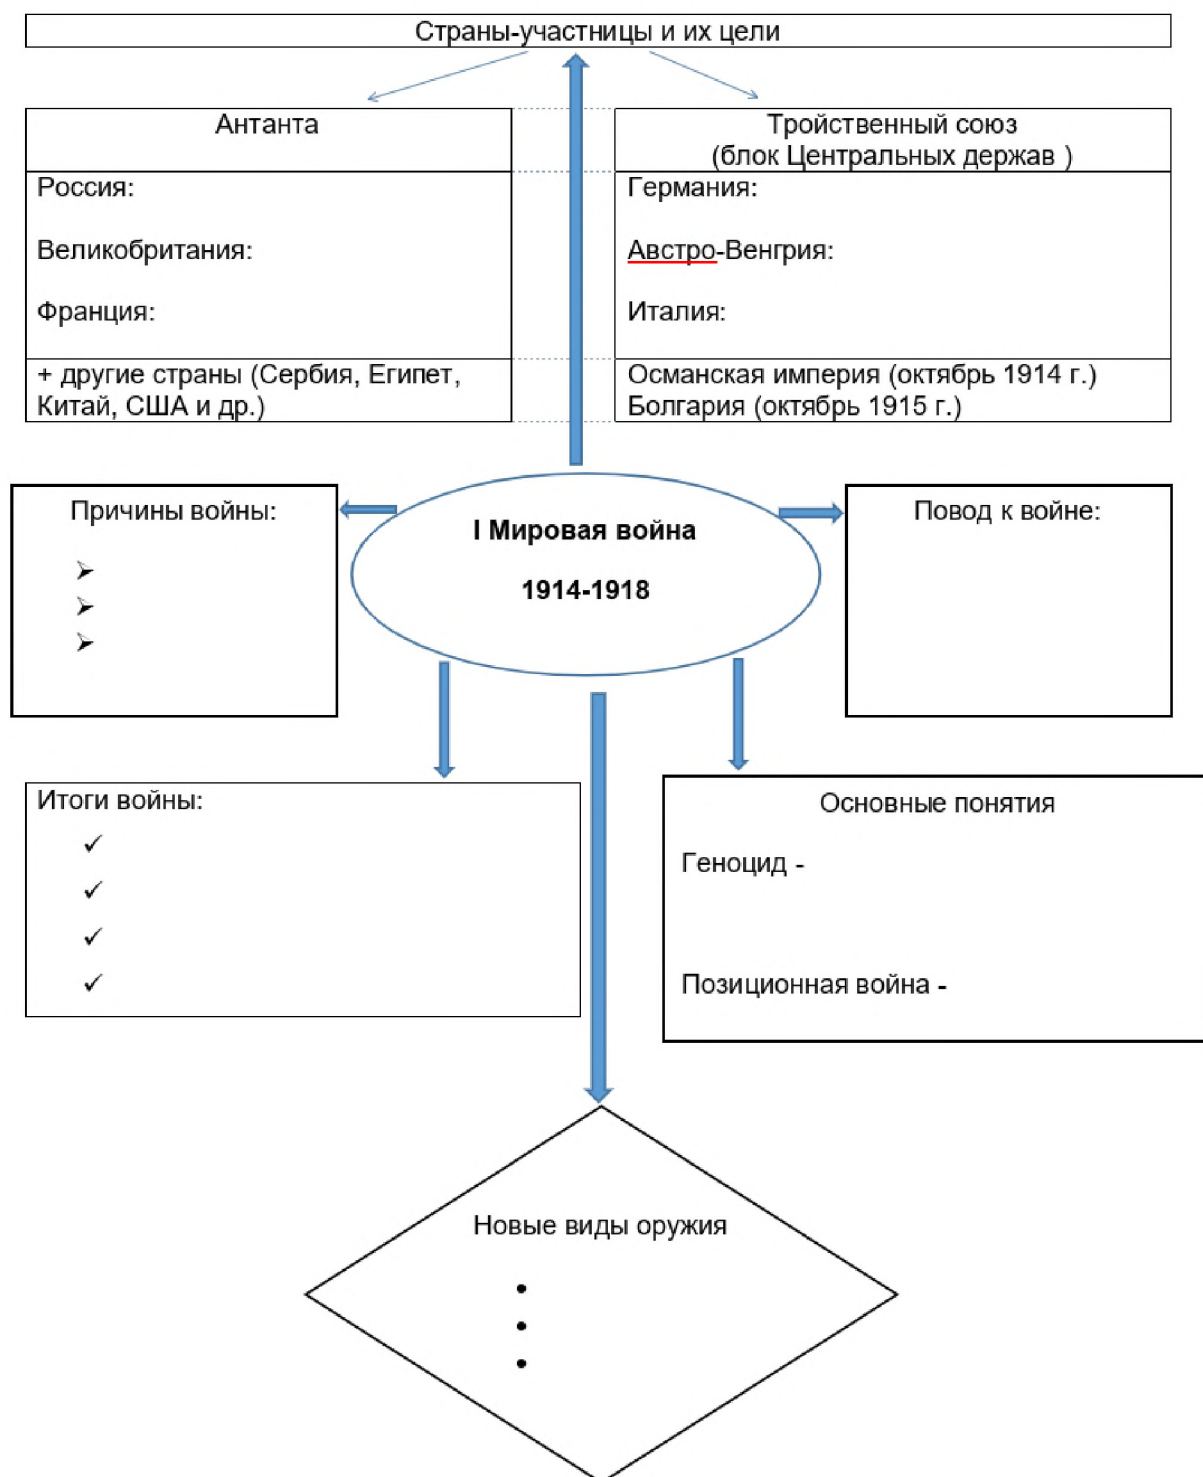 Страны-участницы и их цели
Антанта
Тройственный союз
(блок Центральных держав )
Россия:
Великобритания:
Франция:
Германия:
Австро-Венгрия:
Италия:
+ другие страны (Сербия, Египет,
Китай, США и др.)
Османская империя (октябрь 1914 г.)
Болгария (октябрь 1915 г.)
Причины войны:
I Мировая война
1914-1918
Повод к войне:
Итоги войны:
Основные понятия
Геноцид -
Позиционная война -
Новые виды оружия